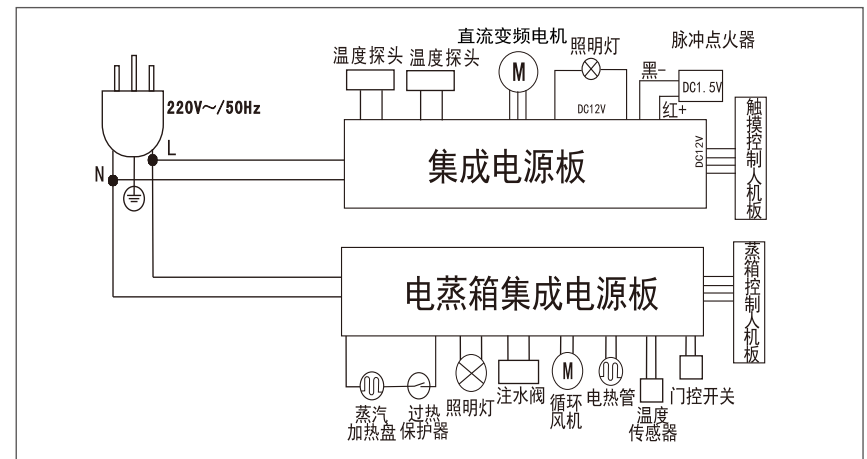 直流变频电机
温度探头
温度探头
照明灯
脉冲点火器
M
黑-
DC1.5V
红+
DC12V
220V~/50Hz
L
N
集成电源板
DC12V
触摸控制人机板
电蒸箱集成电源板
蒸箱控制人机板
蒸汽
加热盘
过热
保护器
照明灯
注水阀
M
循环
风机
电热管
温度
传感器
门控开关